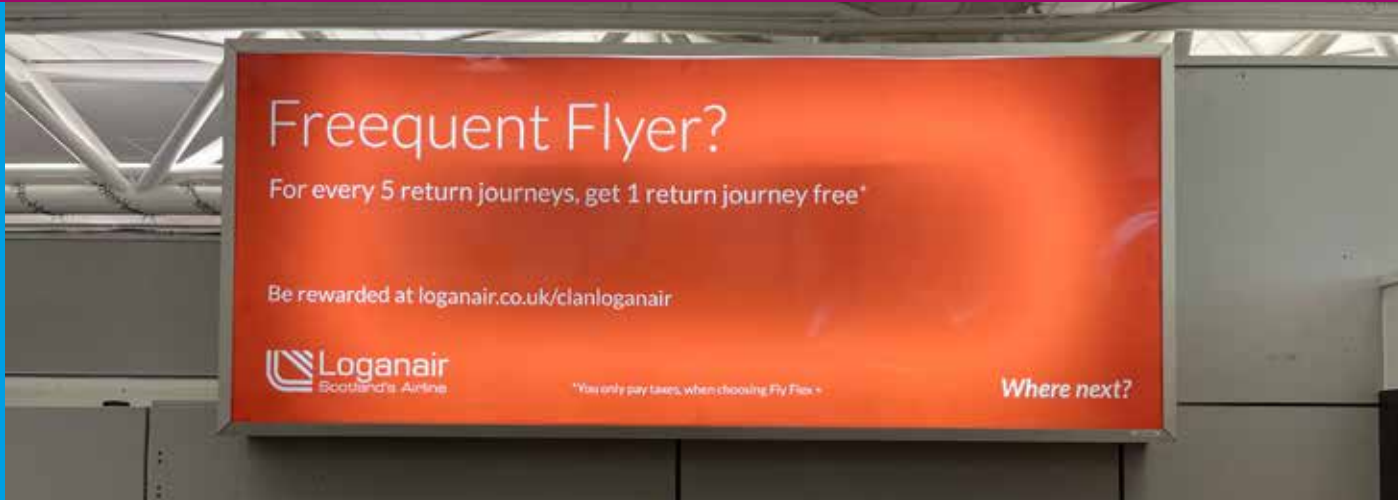 Freequent Flyer?
For every 5 return journeys, get 1 return journey free*
Be rewarded at loganair.co.uk/clanloganair
Loganair
Scotland's Airline
*You only pay taxes, when choosing Fly Flex +
Where next?